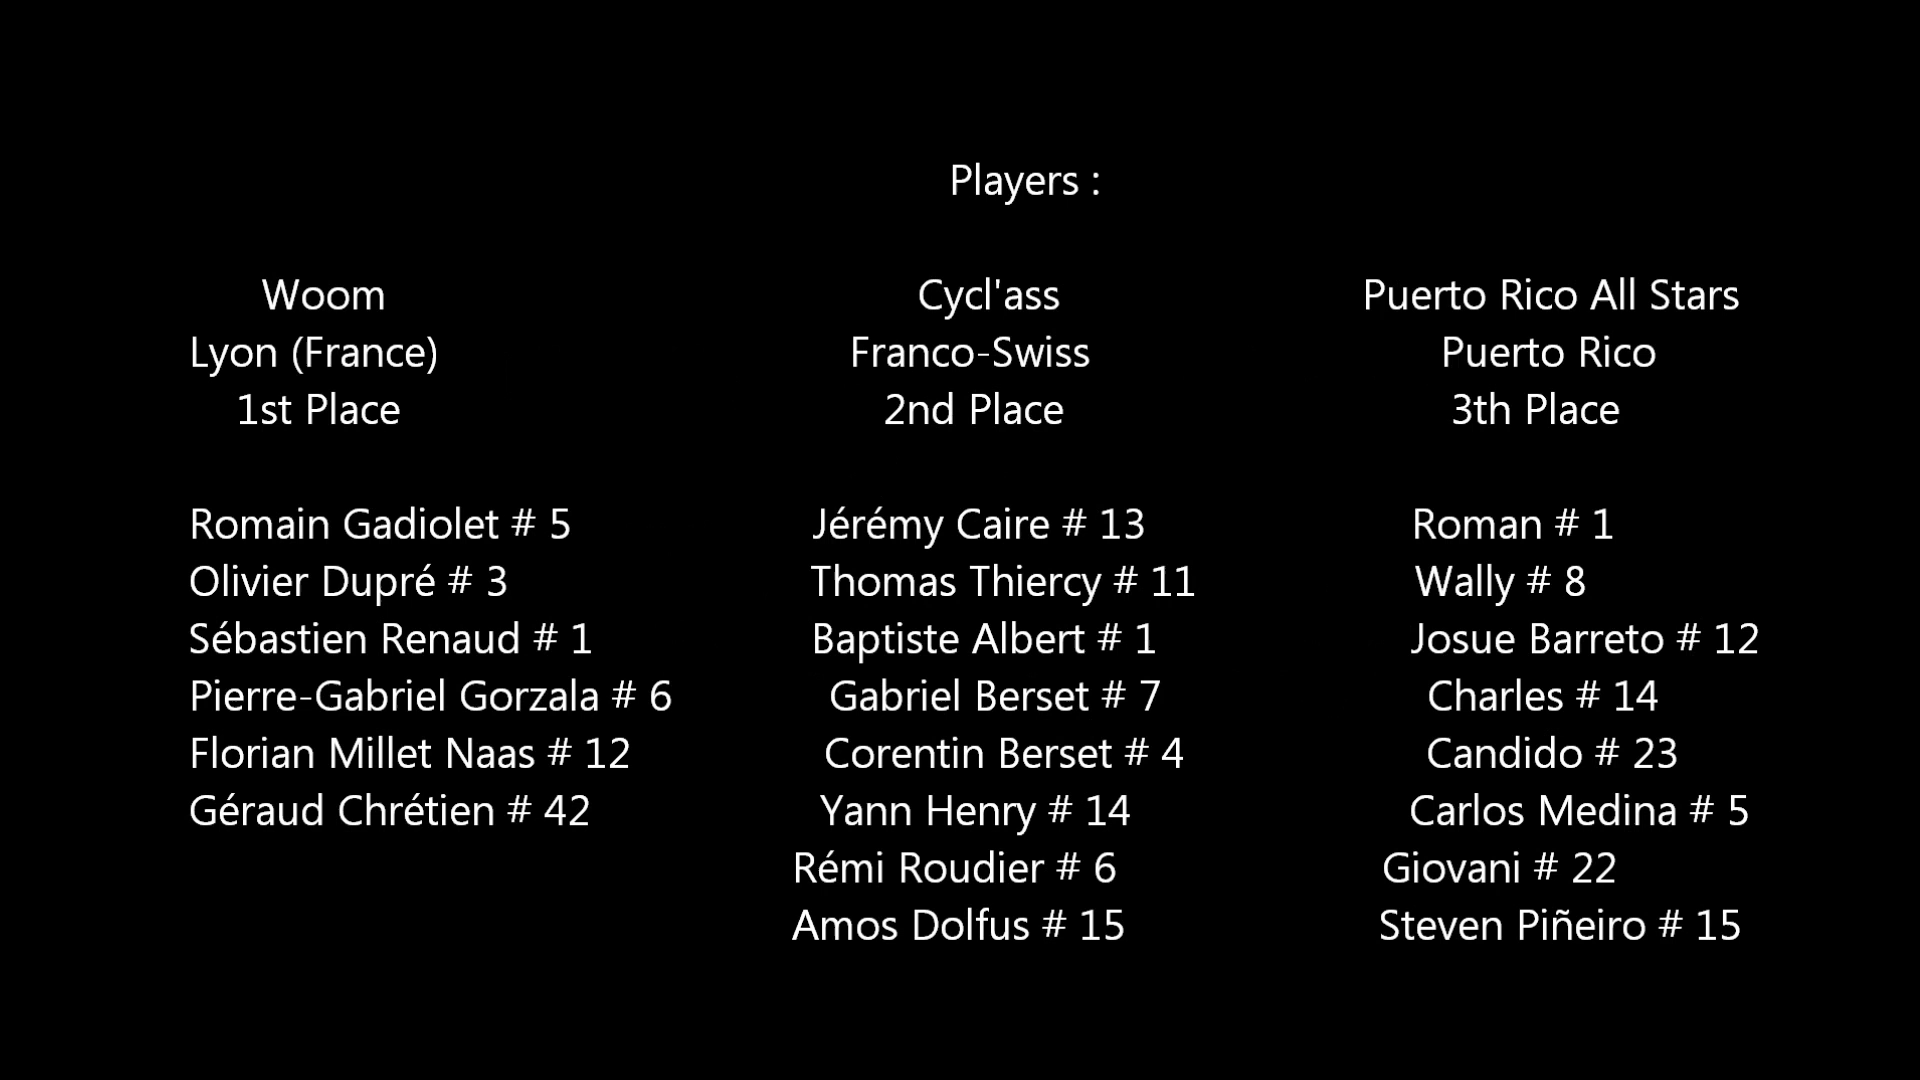 Players :
Woom
Lyon (France)
1st Place
Romain Gadiolet # 5
Olivier Dupré # 3
Sébastien Renaud # 1
Pierre-Gabriel Gorzala # 6
Florian Millet Naas # 12
Géraud Chrétien # 42
Cycl'ass
Franco-Swiss
2nd Place
Jérémy Caire # 13
Thomas Thiercy # 11
Baptiste Albert # 1
Gabriel Berset # 7
Corentin Berset # 4
Yann Henry # 14
Rémi Roudier # 6
Amos Dolfus # 15
Puerto Rico All Stars
Puerto Rico
3th Place
Roman # 1
Wally # 8
Josue Barreto # 12
Charles # 14
Candido # 23
Carlos Medina # 5
Giovani # 22
Steven Piñeiro # 15